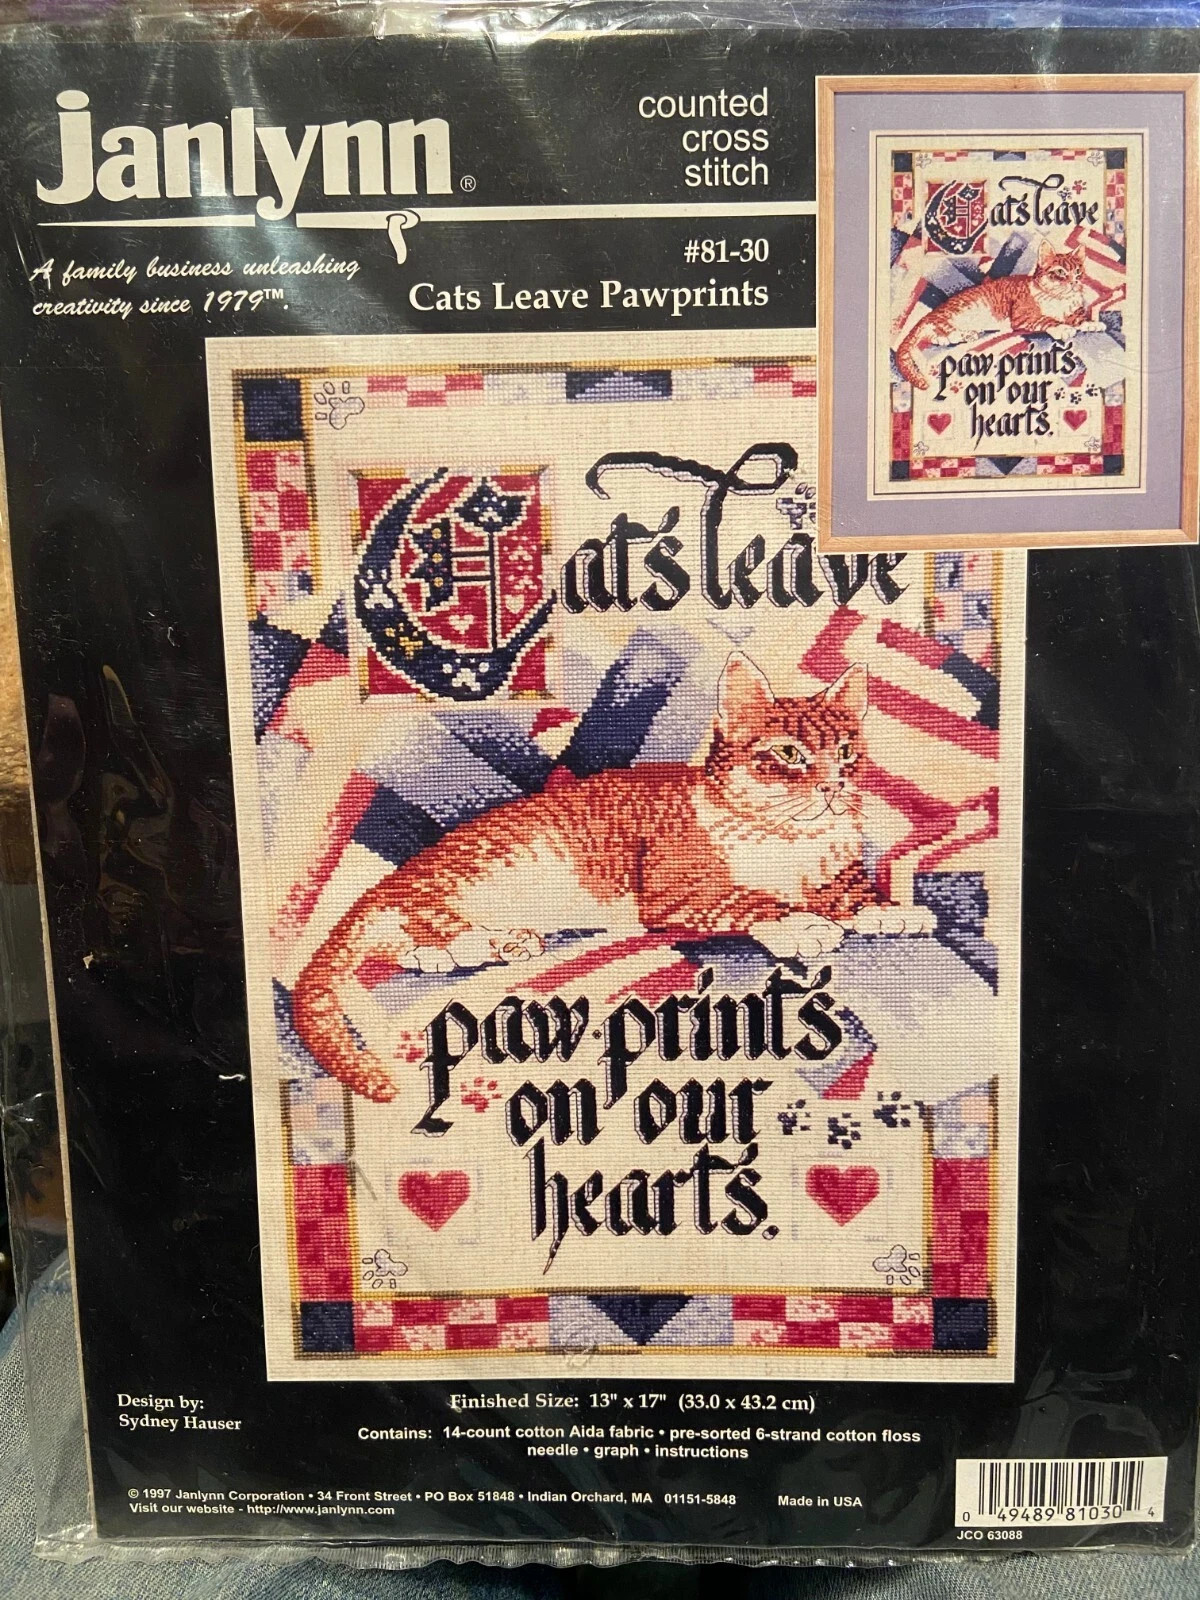 janlynn®
counted
cross
stitch
A family business unleashing
creativity since 1979™.
#81-30
Cats Leave Pawprints
Cats leave
paw·prints
on our
hearts.
Cats leave
paw·prints
on our
hearts.
Design by:
Sydney Hauser
Finished Size: 13" x 17" (33.0 x 43.2 cm)
Contains: 14-count cotton Aida fabric • pre-sorted 6-strand cotton floss
needle • graph • instructions
© 1997 Janlynn Corporation • 34 Front Street • PO Box 51848 • Indian Orchard, MA 01151-5848
Made in USA
Visit our website - http://www.janlynn.com
0 49489 81030 4
JCO 63088